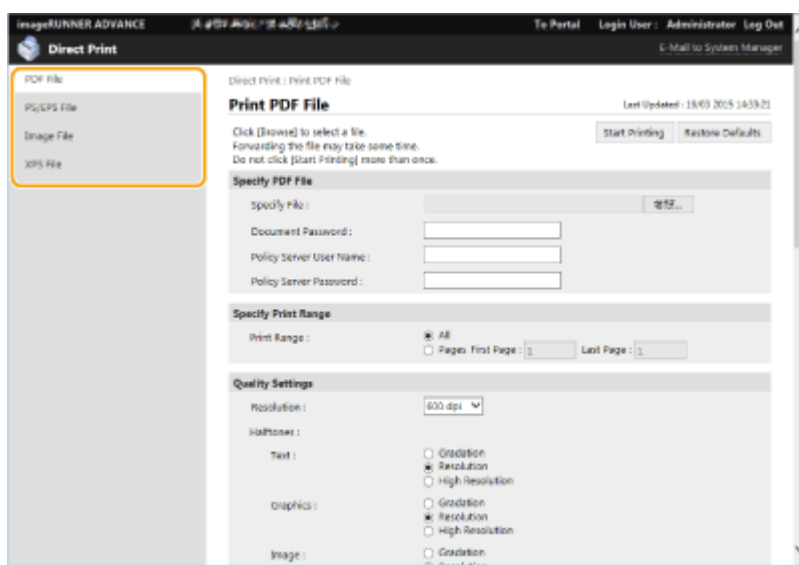 imageRUNNER ADVANCE
To Portal Login User : Administrator Log Out
Direct Print
E-Mail to System Manager
PDF File
PS/EPS File
Image File
XPS File
Direct Print : Print PDF File
Print PDF File
Last Updated : 19/03 2015 14:33:21
Click [Browse] to select a file.
Forwarding the file may take some time.
Do not click [Start Printing] more than once.
Start Printing Restore Defaults
Specify PDF File
Specify File :
Document Password :
Policy Server User Name :
Policy Server Password :
Specify Print Range
Print Range :
All
Pages First Page : 1 Last Page : 1
Quality Settings
Resolution : 600 dpi
Halftones :
Text :
Gradation
Resolution
High Resolution
Graphics :
Gradation
Resolution
High Resolution
Image :
Gradation
Resolution